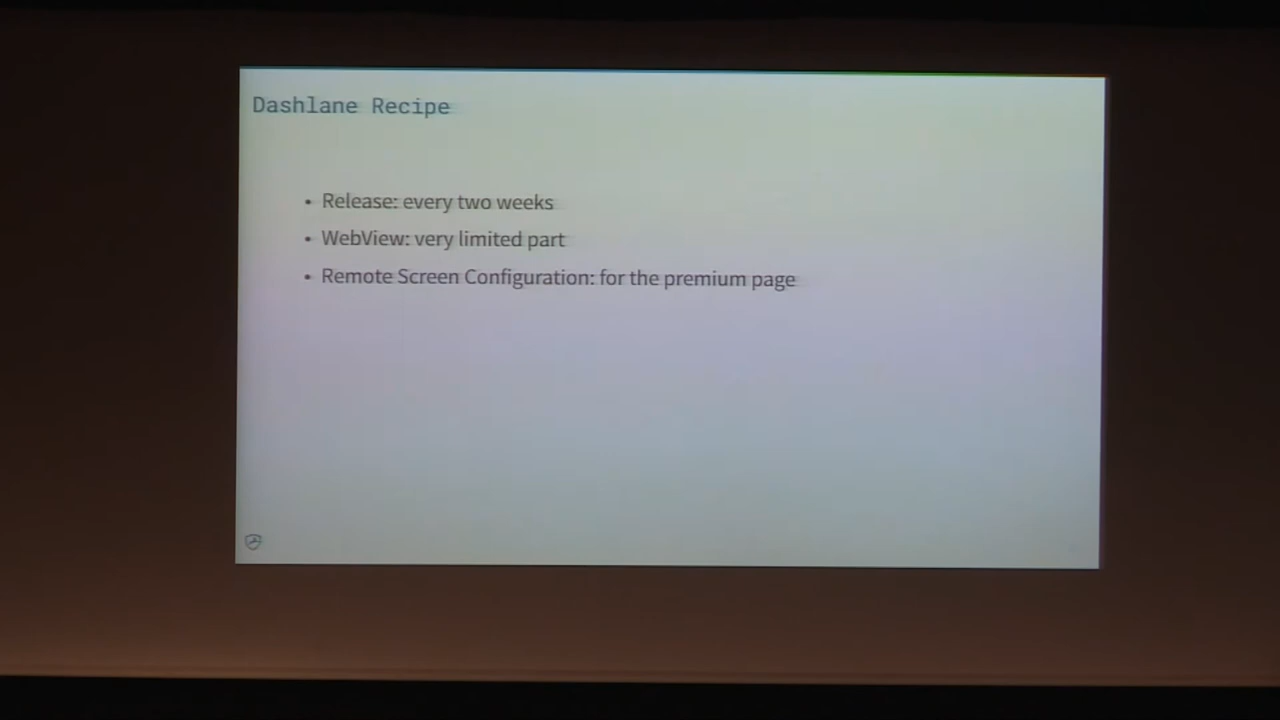 Dashlane Recipe
• Release: every two weeks
• WebView: very limited part
• Remote Screen Configuration: for the premium page